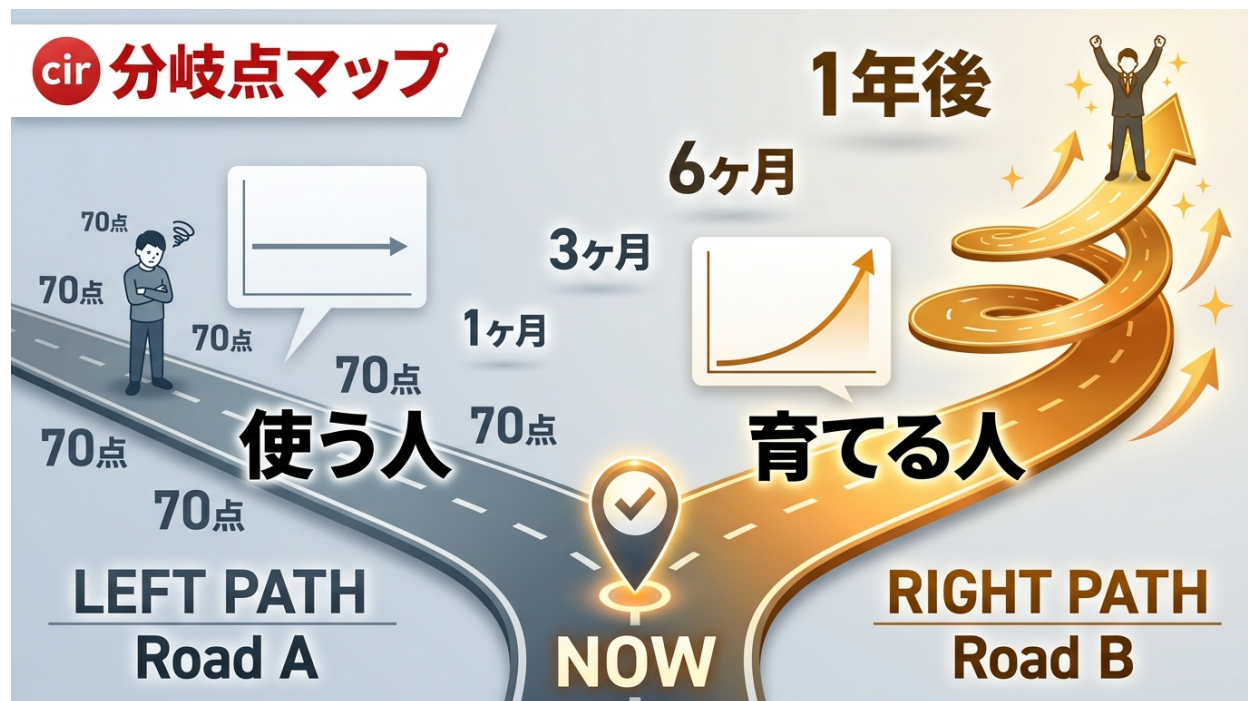 cir 分岐点マップ
1年後
6ヶ月
3ヶ月
1ヶ月
70点
70点
70点
70点
70点
70点
70点
使う人
育てる人
LEFT PATH
Road A
NOW
RIGHT PATH
Road B